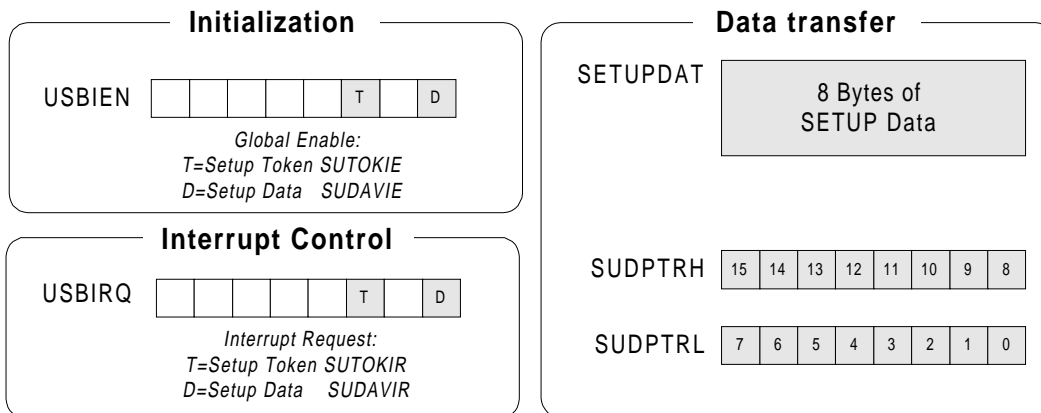 Initialization
USBIEN T D
Global Enable:
T=Setup Token SUTOKIE
D=Setup Data SUDAVIE
Interrupt Control
USBIRQ T D
Interrupt Request:
T=Setup Token SUTOKIR
D=Setup Data SUDAVIR
Data transfer
SETUPDAT
8 Bytes of
SETUP Data
SUDPTRH 15 14 13 12 11 10 9 8
SUDPTRL 7 6 5 4 3 2 1 0